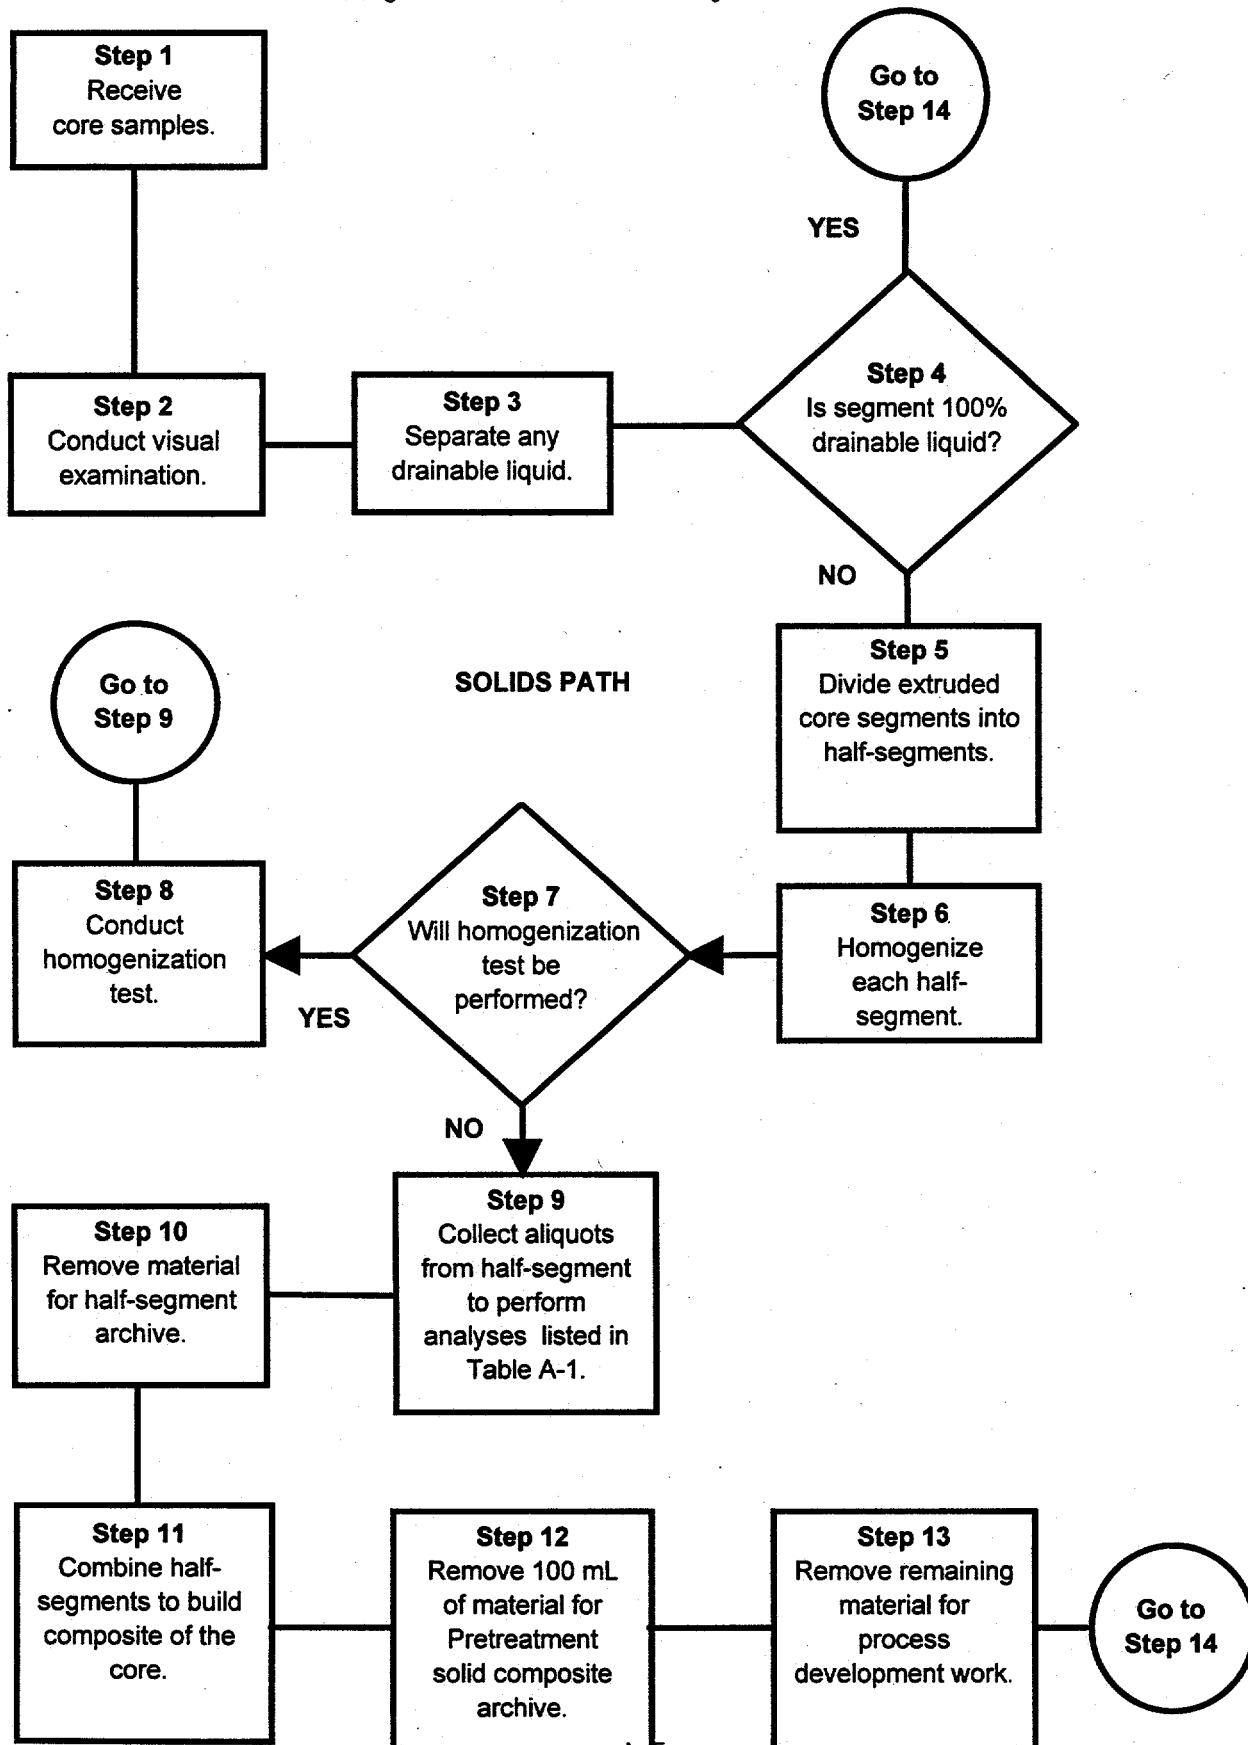 Step 1
Receive
core samples.
Go to
Step 14
YES
Step 2
Conduct visual
examination.
Step 3
Separate any
drainable liquid.
Step 4
Is segment 100%
drainable liquid?
NO
Go to
Step 9
SOLIDS PATH
Step 5
Divide extruded
core segments into
half-segments.
Step 8
Conduct
homogenization
test.
YES
Step 7
Will homogenization
test be
performed?
Step 6
Homogenize
each half-
segment.
NO
Step 10
Remove material
for half-segment
archive.
Step 9
Collect aliquots
from half-segment
to perform
analyses listed in
Table A-1.
Step 11
Combine half-
segments to build
composite of the
core.
Step 12
Remove 100 mL
of material for
Pretreatment
solid composite
archive.
Step 13
Remove remaining
material for
process
development work.
Go to
Step 14